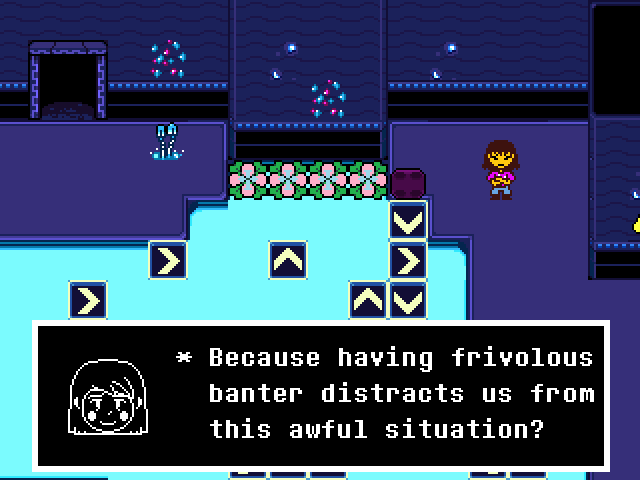 * Because having frivolous
banter distracts us from
this awful situation?